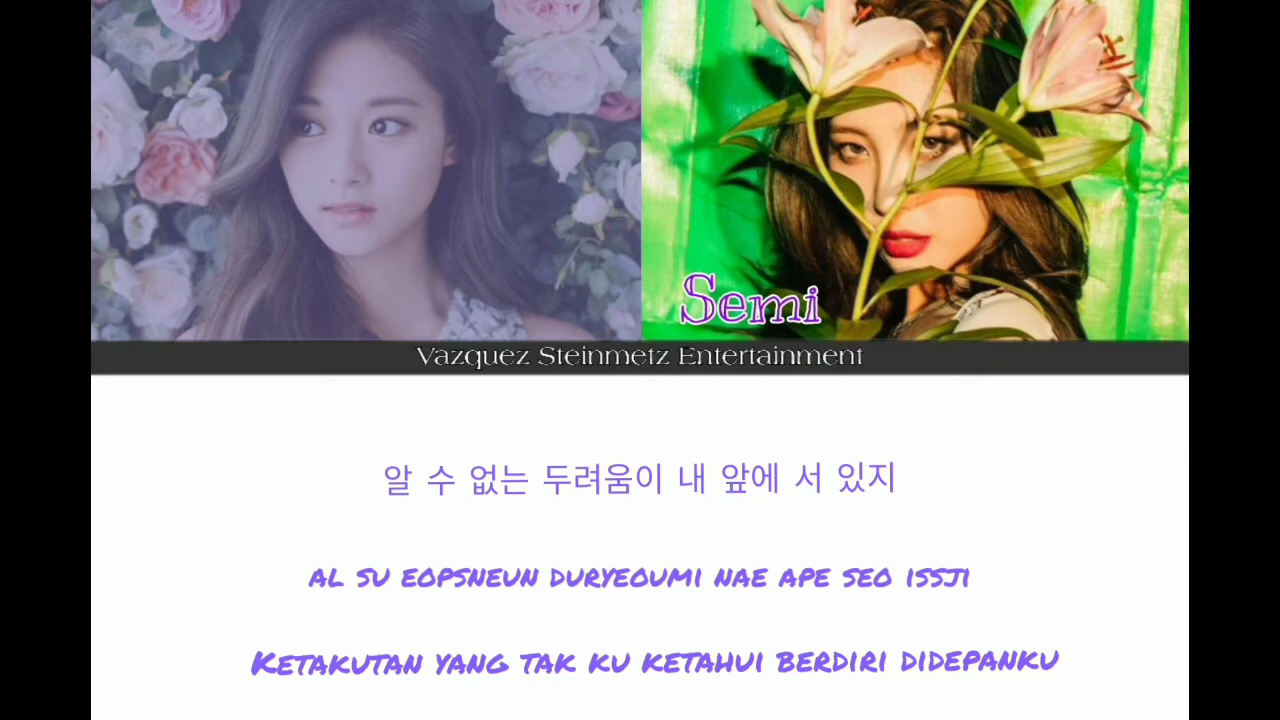 Semi
Vazquez Steinmetz Entertainment
알 수 없는 두려움이 내 앞에 서 있지
AL SU EOPSNEUN DURYEOUMI NAE APE SEO ISSJI
KETAKUTAN YANG TAK KU KETAHUI BERDIRI DIDEPANKU